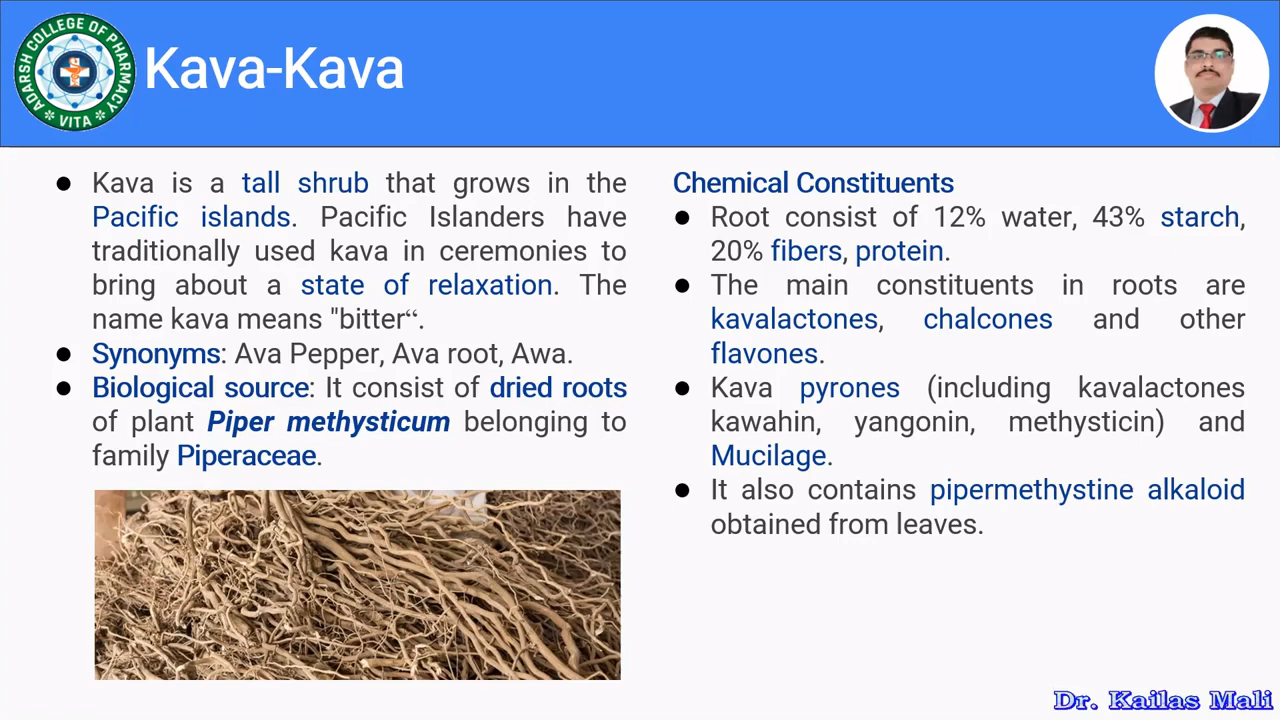 ADARSH COLLEGE OF PHARMACY
VITA
Kava-Kava
● Kava is a tall shrub that grows in the
Pacific islands. Pacific Islanders have
traditionally used kava in ceremonies to
bring about a state of relaxation. The
name kava means "bitter“.
● Synonyms: Ava Pepper, Ava root, Awa.
● Biological source: It consist of dried roots
of plant Piper methysticum belonging to
family Piperaceae.
Chemical Constituents
● Root consist of 12% water, 43% starch,
20% fibers, protein.
● The main constituents in roots are
kavalactones, chalcones and other
flavones.
● Kava pyrones (including kavalactones
kawahin, yangonin, methysticin) and
Mucilage.
● It also contains pipermethystine alkaloid
obtained from leaves.
Dr. Kailas Mali